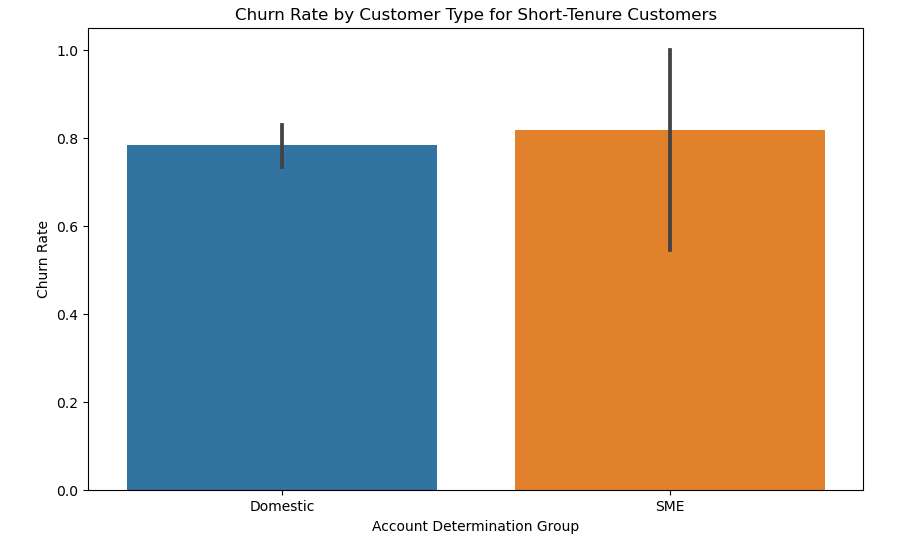 Churn Rate by Customer Type for Short-Tenure Customers
1.0
0.8
0.6
0.4
0.2
0.0
Churn Rate
Domestic
SME
Account Determination Group